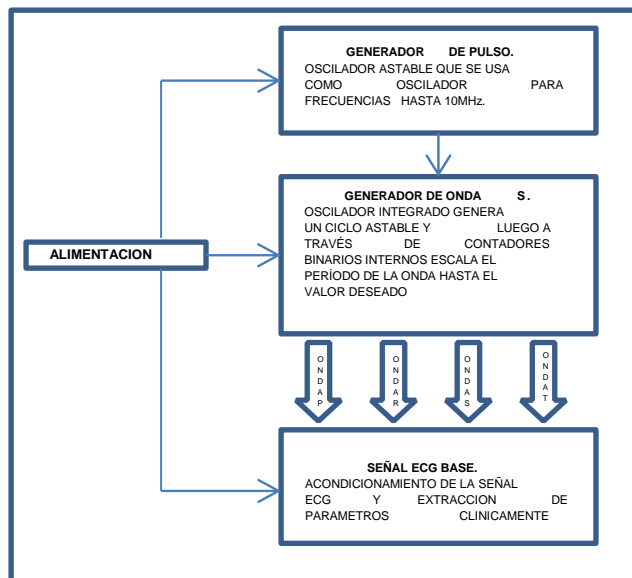 GENERADOR DE PULSO.
OSCILADOR ASTABLE QUE SE USA
COMO OSCILADOR PARA
FRECUENCIAS HASTA 10MHz.
GENERADOR DE ONDA S.
OSCILADOR INTEGRADO GENERA
UN CICLO ASTABLE Y LUEGO A
TRAVÉS DE CONTADORES
BINARIOS INTERNOS ESCALA EL
PERÍODO DE LA ONDA HASTA EL
VALOR DESEADO
ALIMENTACION
ONDAP
ONDAR
ONDAS
ONDAT
SEÑAL ECG BASE.
ACONDICIONAMIENTO DE LA SEÑAL
ECG Y EXTRACCION DE
PARAMETROS CLINICAMENTE